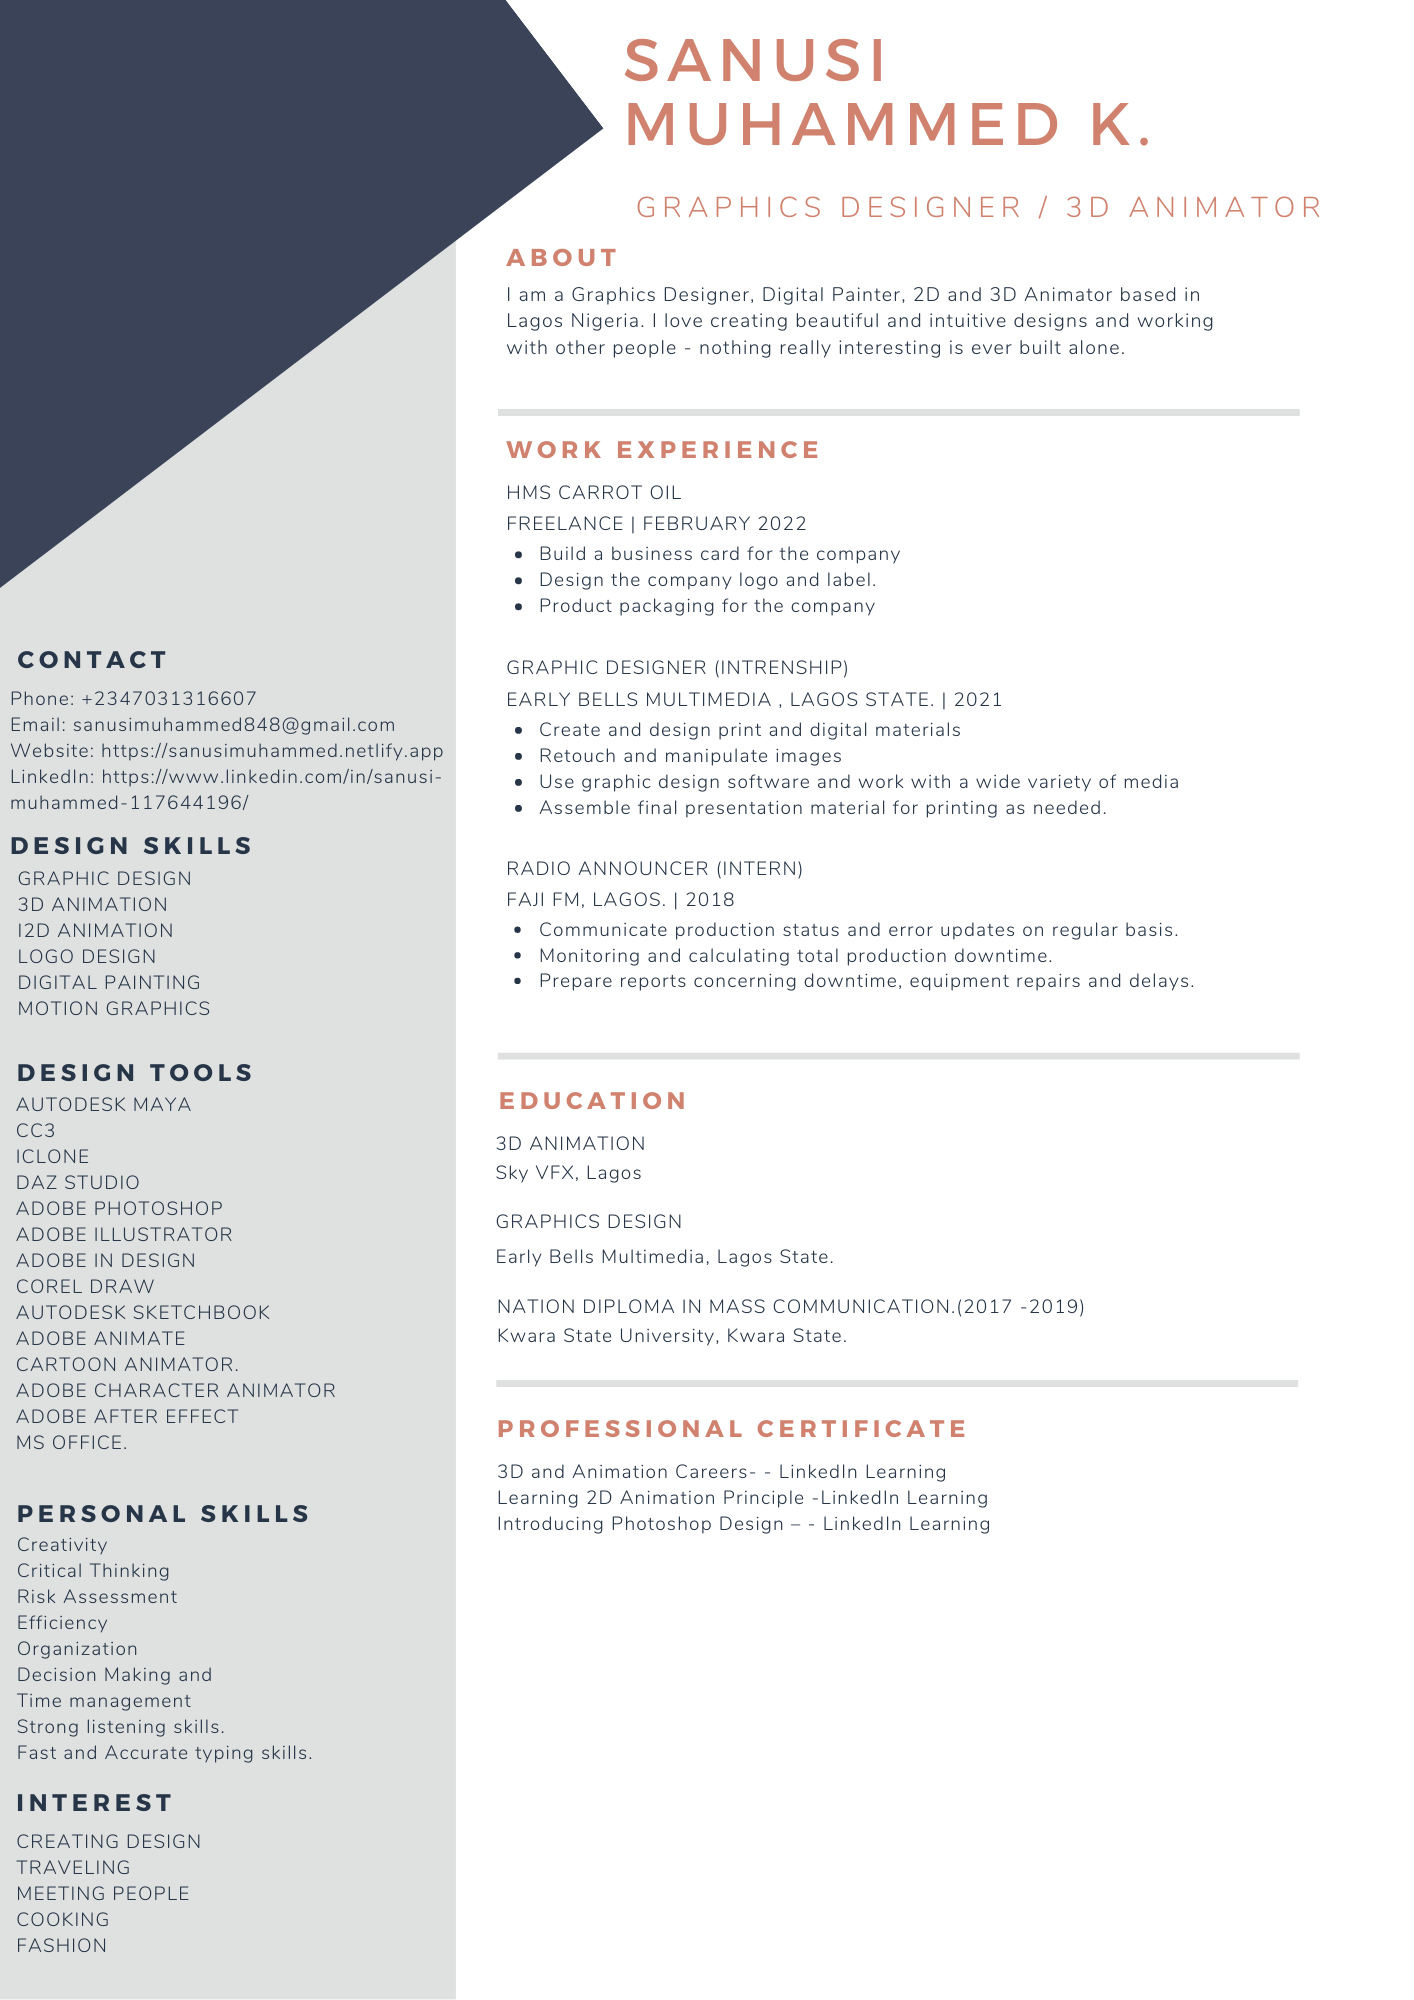 SANUSI
MUHAMMED K.
GRAPHICS DESIGNER / 3D ANIMATOR
ABOUT
I am a Graphics Designer, Digital Painter, 2D and 3D Animator based in
Lagos Nigeria. I love creating beautiful and intuitive designs and working
with other people - nothing really interesting is ever built alone.
WORK EXPERIENCE
HMS CARROT OIL
FREELANCE | FEBRUARY 2022
• Build a business card for the company
• Design the company logo and label.
• Product packaging for the company
GRAPHIC DESIGNER (INTRENSHIP)
EARLY BELLS MULTIMEDIA , LAGOS STATE. | 2021
• Create and design print and digital materials
• Retouch and manipulate images
• Use graphic design software and work with a wide variety of media
• Assemble final presentation material for printing as needed.
RADIO ANNOUNCER (INTERN)
FAJI FM, LAGOS. | 2018
• Communicate production status and error updates on regular basis.
• Monitoring and calculating total production downtime.
• Prepare reports concerning downtime, equipment repairs and delays.
EDUCATION
3D ANIMATION
Sky VFX, Lagos
GRAPHICS DESIGN
Early Bells Multimedia, Lagos State.
NATION DIPLOMA IN MASS COMMUNICATION.(2017 -2019)
Kwara State University, Kwara State.
PROFESSIONAL CERTIFICATE
3D and Animation Careers- - LinkedIn Learning
Learning 2D Animation Principle -LinkedIn Learning
Introducing Photoshop Design – - LinkedIn Learning
CONTACT
Phone: +2347031316607
Email: sanusimuhammed848@gmail.com
Website: https://sanusimuhammed.netlify.app
LinkedIn: https://www.linkedin.com/in/sanusi-
muhammed-117644196/
DESIGN SKILLS
GRAPHIC DESIGN
3D ANIMATION
I2D ANIMATION
LOGO DESIGN
DIGITAL PAINTING
MOTION GRAPHICS
DESIGN TOOLS
AUTODESK MAYA
CC3
ICLONE
DAZ STUDIO
ADOBE PHOTOSHOP
ADOBE ILLUSTRATOR
ADOBE IN DESIGN
COREL DRAW
AUTODESK SKETCHBOOK
ADOBE ANIMATE
CARTOON ANIMATOR.
ADOBE CHARACTER ANIMATOR
ADOBE AFTER EFFECT
MS OFFICE.
PERSONAL SKILLS
Creativity
Critical Thinking
Risk Assessment
Efficiency
Organization
Decision Making and
Time management
Strong listening skills.
Fast and Accurate typing skills.
INTEREST
CREATING DESIGN
TRAVELING
MEETING PEOPLE
COOKING
FASHION